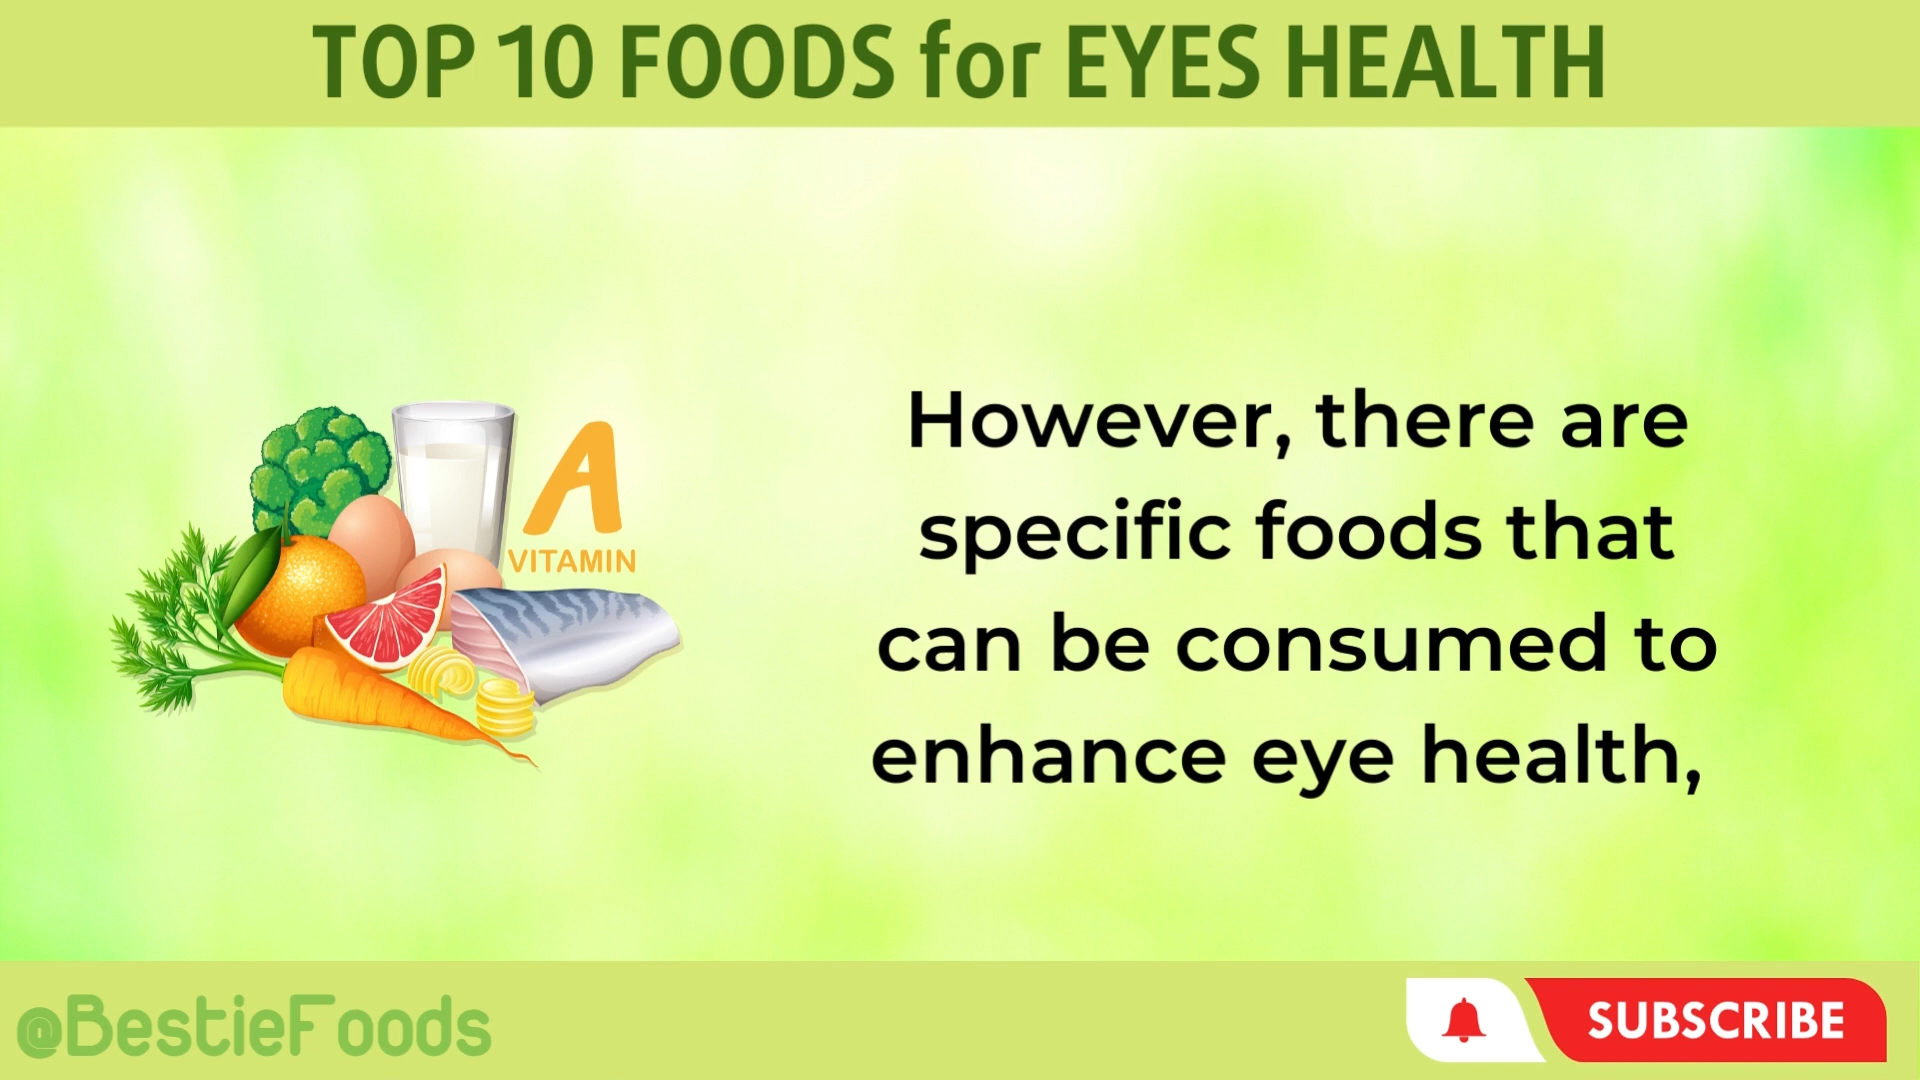 TOP 10 FOODS for EYES HEALTH
A
VITAMIN
However, there are
specific foods that
can be consumed to
enhance eye health,
@BestieFoods
SUBSCRIBE